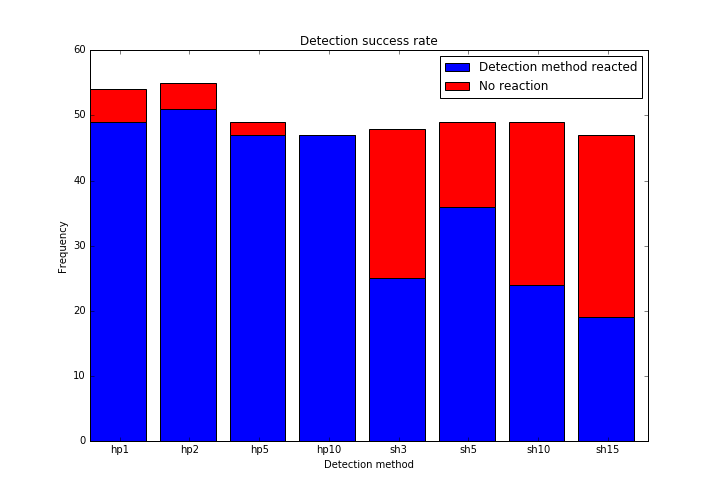 Detection success rate
Detection method reacted
No reaction
60
50
40
30
20
10
0
Frequency
hp1 hp2 hp5 hp10 sh3 sh5 sh10 sh15
Detection method